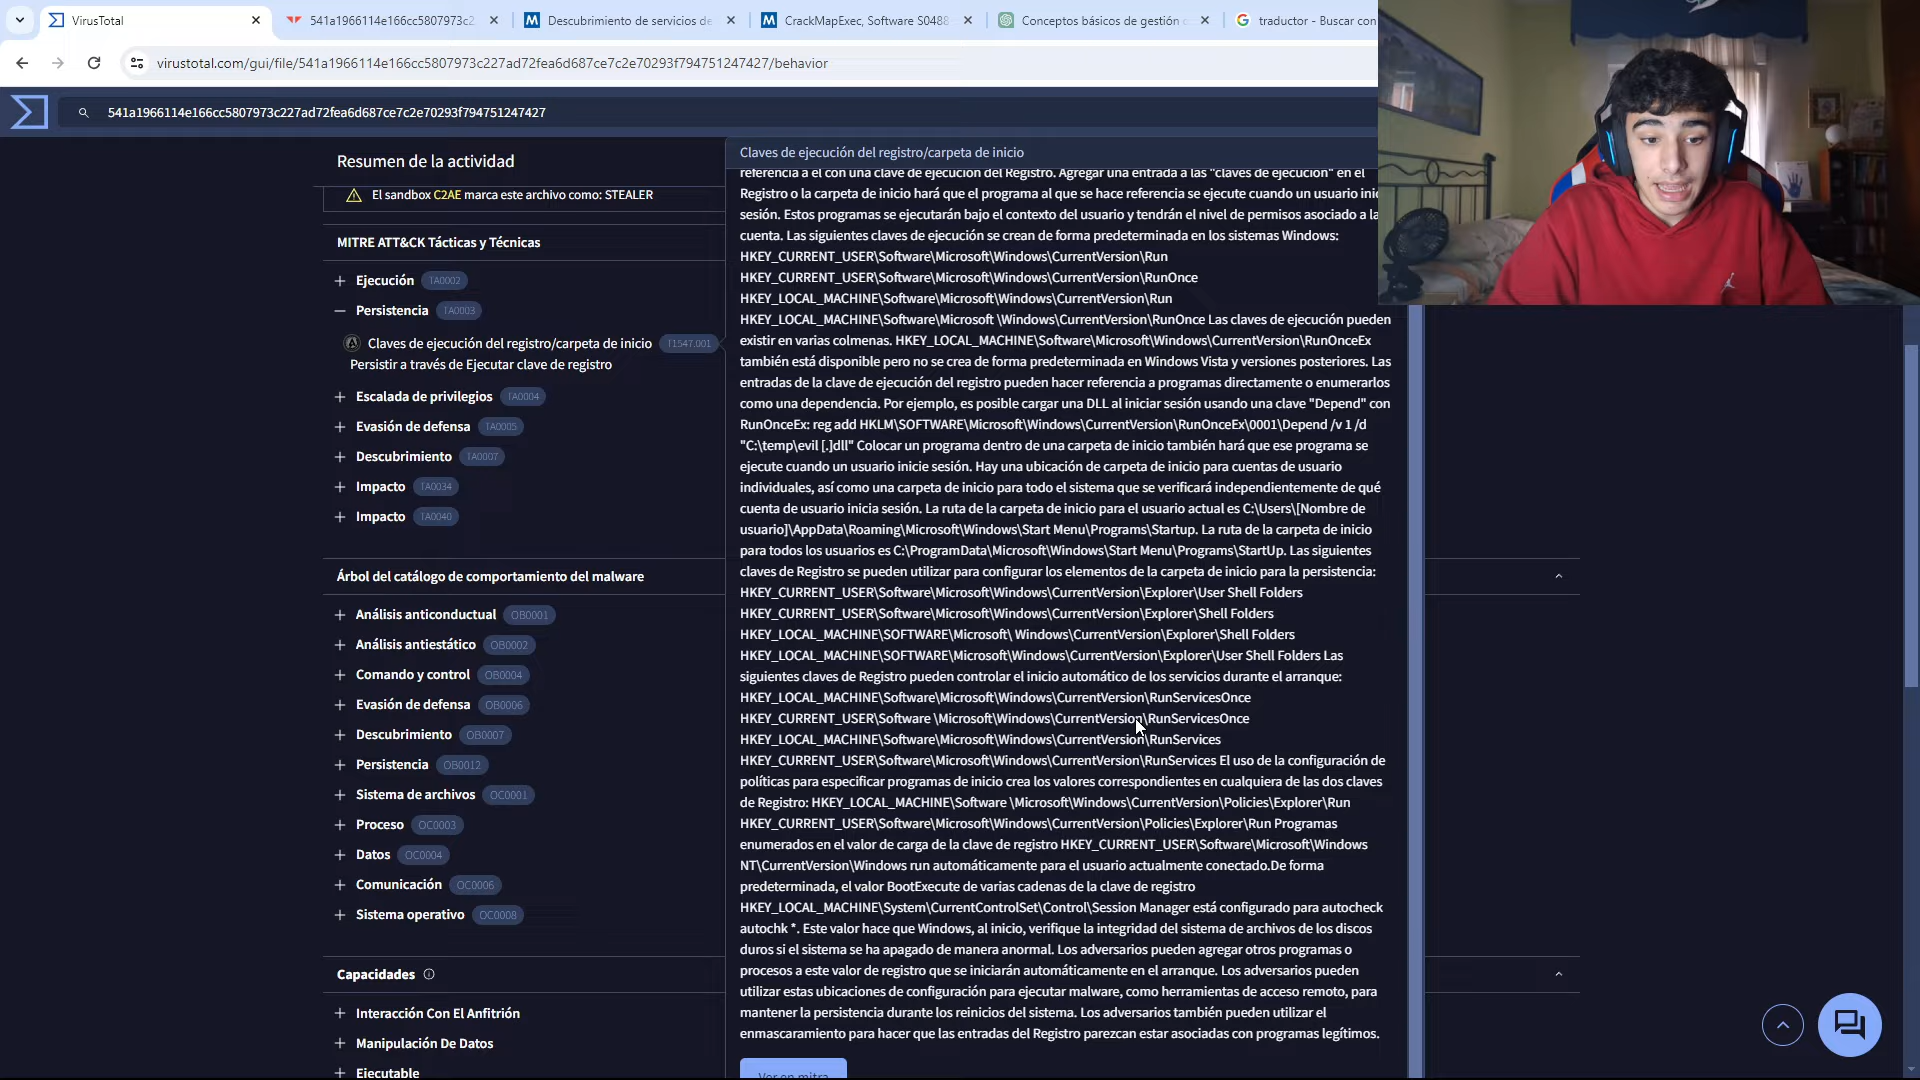 VirusTotal
541a1966114e166cc5807973c2
Descubrimiento de servicios de
CrackMapExec, Software S0488
Conceptos básicos de gestión
traductor - Buscar con
virustotal.com/gui/file/541a1966114e166cc5807973c227ad72fea6d687ce7c2e70293f794751247427/behavior
541a1966114e166cc5807973c227ad72fea6d687ce7c2e70293f794751247427
Resumen de la actividad
El sandbox C2AE marca este archivo como: STEALER
MITRE ATT&CK Tácticas y Técnicas
Ejecución TA0002
Persistencia TA0003
Claves de ejecución del registro/carpeta de inicio T1547.001
Persistir a través de Ejecutar clave de registro
Escalada de privilegios TA0004
Evasión de defensa TA0005
Descubrimiento TA0007
Impacto TA0034
Impacto TA0040
Árbol del catálogo de comportamiento del malware
Análisis anticonductual OB0001
Análisis antiestático OB0002
Comando y control OB0004
Evasión de defensa OB0006
Descubrimiento OB0007
Persistencia OB0012
Sistema de archivos OC0001
Proceso OC0003
Datos OC0004
Comunicación OC0006
Sistema operativo OC0008
Capacidades
Interacción Con El Anfitrión
Manipulación De Datos
Ejecutable
Claves de ejecución del registro/carpeta de inicio
referencia a él con una clave de ejecución del Registro. Agregar una entrada a las "claves de ejecución" en el
Registro o la carpeta de inicio hará que el programa al que se hace referencia se ejecute cuando un usuario inic
sesión. Estos programas se ejecutarán bajo el contexto del usuario y tendrán el nivel de permisos asociado a la
cuenta. Las siguientes claves de ejecución se crean de forma predeterminada en los sistemas Windows:
HKEY_CURRENT_USER\Software\Microsoft\Windows\CurrentVersion\Run
HKEY_CURRENT_USER\Software\Microsoft\Windows\CurrentVersion\RunOnce
HKEY_LOCAL_MACHINE\Software\Microsoft\Windows\CurrentVersion\Run
HKEY_LOCAL_MACHINE\Software\Microsoft \Windows\CurrentVersion\RunOnce Las claves de ejecución pueden
existir en varias colmenas. HKEY_LOCAL_MACHINE\Software\Microsoft\Windows\CurrentVersion\RunOnceEx
también está disponible pero no se crea de forma predeterminada en Windows Vista y versiones posteriores. Las
entradas de la clave de ejecución del registro pueden hacer referencia a programas directamente o enumerarlos
como una dependencia. Por ejemplo, es posible cargar una DLL al iniciar sesión usando una clave "Depend" con
RunOnceEx: reg add HKLM\SOFTWARE\Microsoft\Windows\CurrentVersion\RunOnceEx\0001\Depend /v 1 /d
"C:\temp\evil [.]dll" Colocar un programa dentro de una carpeta de inicio también hará que ese programa se
ejecute cuando un usuario inicie sesión. Hay una ubicación de carpeta de inicio para cuentas de usuario
individuales, así como una carpeta de inicio para todo el sistema que se verificará independientemente de qué
cuenta de usuario inicia sesión. La ruta de la carpeta de inicio para el usuario actual es C:\Users\[Nombre de
usuario]\AppData\Roaming\Microsoft\Windows\Start Menu\Programs\Startup. La ruta de la carpeta de inicio
para todos los usuarios es C:\ProgramData\Microsoft\Windows\Start Menu\Programs\StartUp. Las siguientes
claves de Registro se pueden utilizar para configurar los elementos de la carpeta de inicio para la persistencia:
HKEY_CURRENT_USER\Software\Microsoft\Windows\CurrentVersion\Explorer\User Shell Folders
HKEY_CURRENT_USER\Software\Microsoft\Windows\CurrentVersion\Explorer\Shell Folders
HKEY_LOCAL_MACHINE\SOFTWARE\Microsoft\ Windows\CurrentVersion\Explorer\Shell Folders
HKEY_LOCAL_MACHINE\SOFTWARE\Microsoft\Windows\CurrentVersion\Explorer\User Shell Folders Las
siguientes claves de Registro pueden controlar el inicio automático de los servicios durante el arranque:
HKEY_LOCAL_MACHINE\Software\Microsoft\Windows\CurrentVersion\RunServicesOnce
HKEY_CURRENT_USER\Software \Microsoft\Windows\CurrentVersion\RunServicesOnce
HKEY_LOCAL_MACHINE\Software\Microsoft\Windows\CurrentVersion\RunServices
HKEY_CURRENT_USER\Software\Microsoft\Windows\CurrentVersion\RunServices El uso de la configuración de
políticas para especificar programas de inicio crea los valores correspondientes en cualquiera de las dos claves
de Registro: HKEY_LOCAL_MACHINE\Software \Microsoft\Windows\CurrentVersion\Policies\Explorer\Run
HKEY_CURRENT_USER\Software\Microsoft\Windows\CurrentVersion\Policies\Explorer\Run Programas
enumerados en el valor de carga de la clave de registro HKEY_CURRENT_USER\Software\Microsoft\Windows
NT\CurrentVersion\Windows run automáticamente para el usuario actualmente conectado.De forma
predeterminada, el valor BootExecute de varias cadenas de la clave de registro
HKEY_LOCAL_MACHINE\System\CurrentControlSet\Control\Session Manager está configurado para autocheck
autochk *. Este valor hace que Windows, al inicio, verifique la integridad del sistema de archivos de los discos
duros si el sistema se ha apagado de manera anormal. Los adversarios pueden agregar otros programas o
procesos a este valor de registro que se iniciarán automáticamente en el arranque. Los adversarios pueden
utilizar estas ubicaciones de configuración para ejecutar malware, como herramientas de acceso remoto, para
mantener la persistencia durante los reinicios del sistema. Los adversarios también pueden utilizar el
enmascaramiento para hacer que las entradas del Registro parezcan estar asociadas con programas legítimos.
Ver en mitra